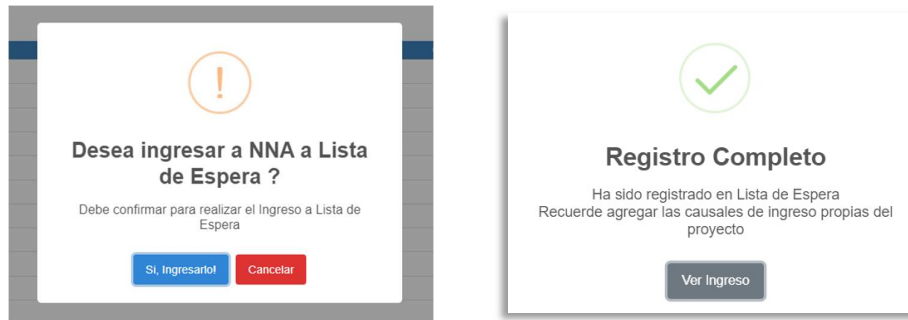 !
Desea ingresar a NNA a Lista
de Espera ?
Debe confirmar para realizar el Ingreso a Lista de
Espera
Si, Ingresarlo!
Cancelar
Registro Completo
Ha sido registrado en Lista de Espera
Recuerde agregar las causales de ingreso propias del
proyecto
Ver Ingreso